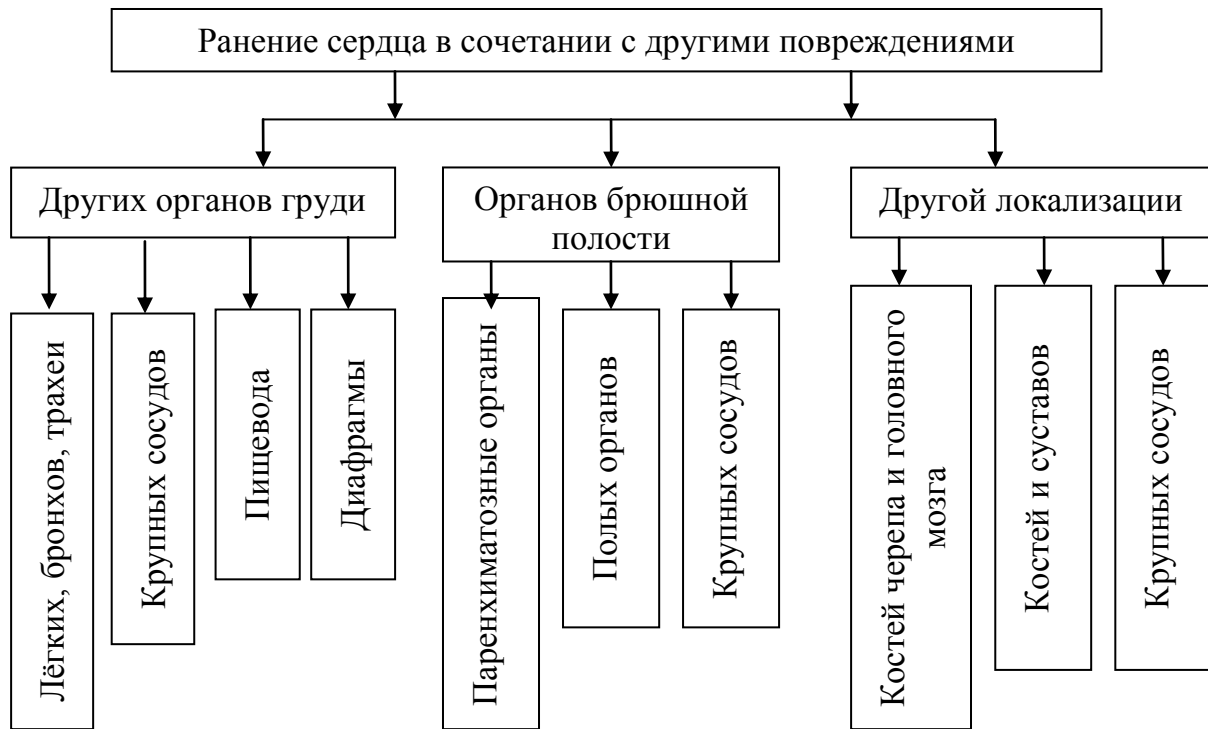 Ранение сердца в сочетании с другими повреждениями
Других органов груди
Органов брюшной
полости
Другой локализации
Лёгких, бронхов, трахеи
Крупных сосудов
Пищевода
Диафрагмы
Паренхиматозные органы
Полых органов
Крупных сосудов
Костей черепа и головного
мозга
Костей и суставов
Крупных сосудов